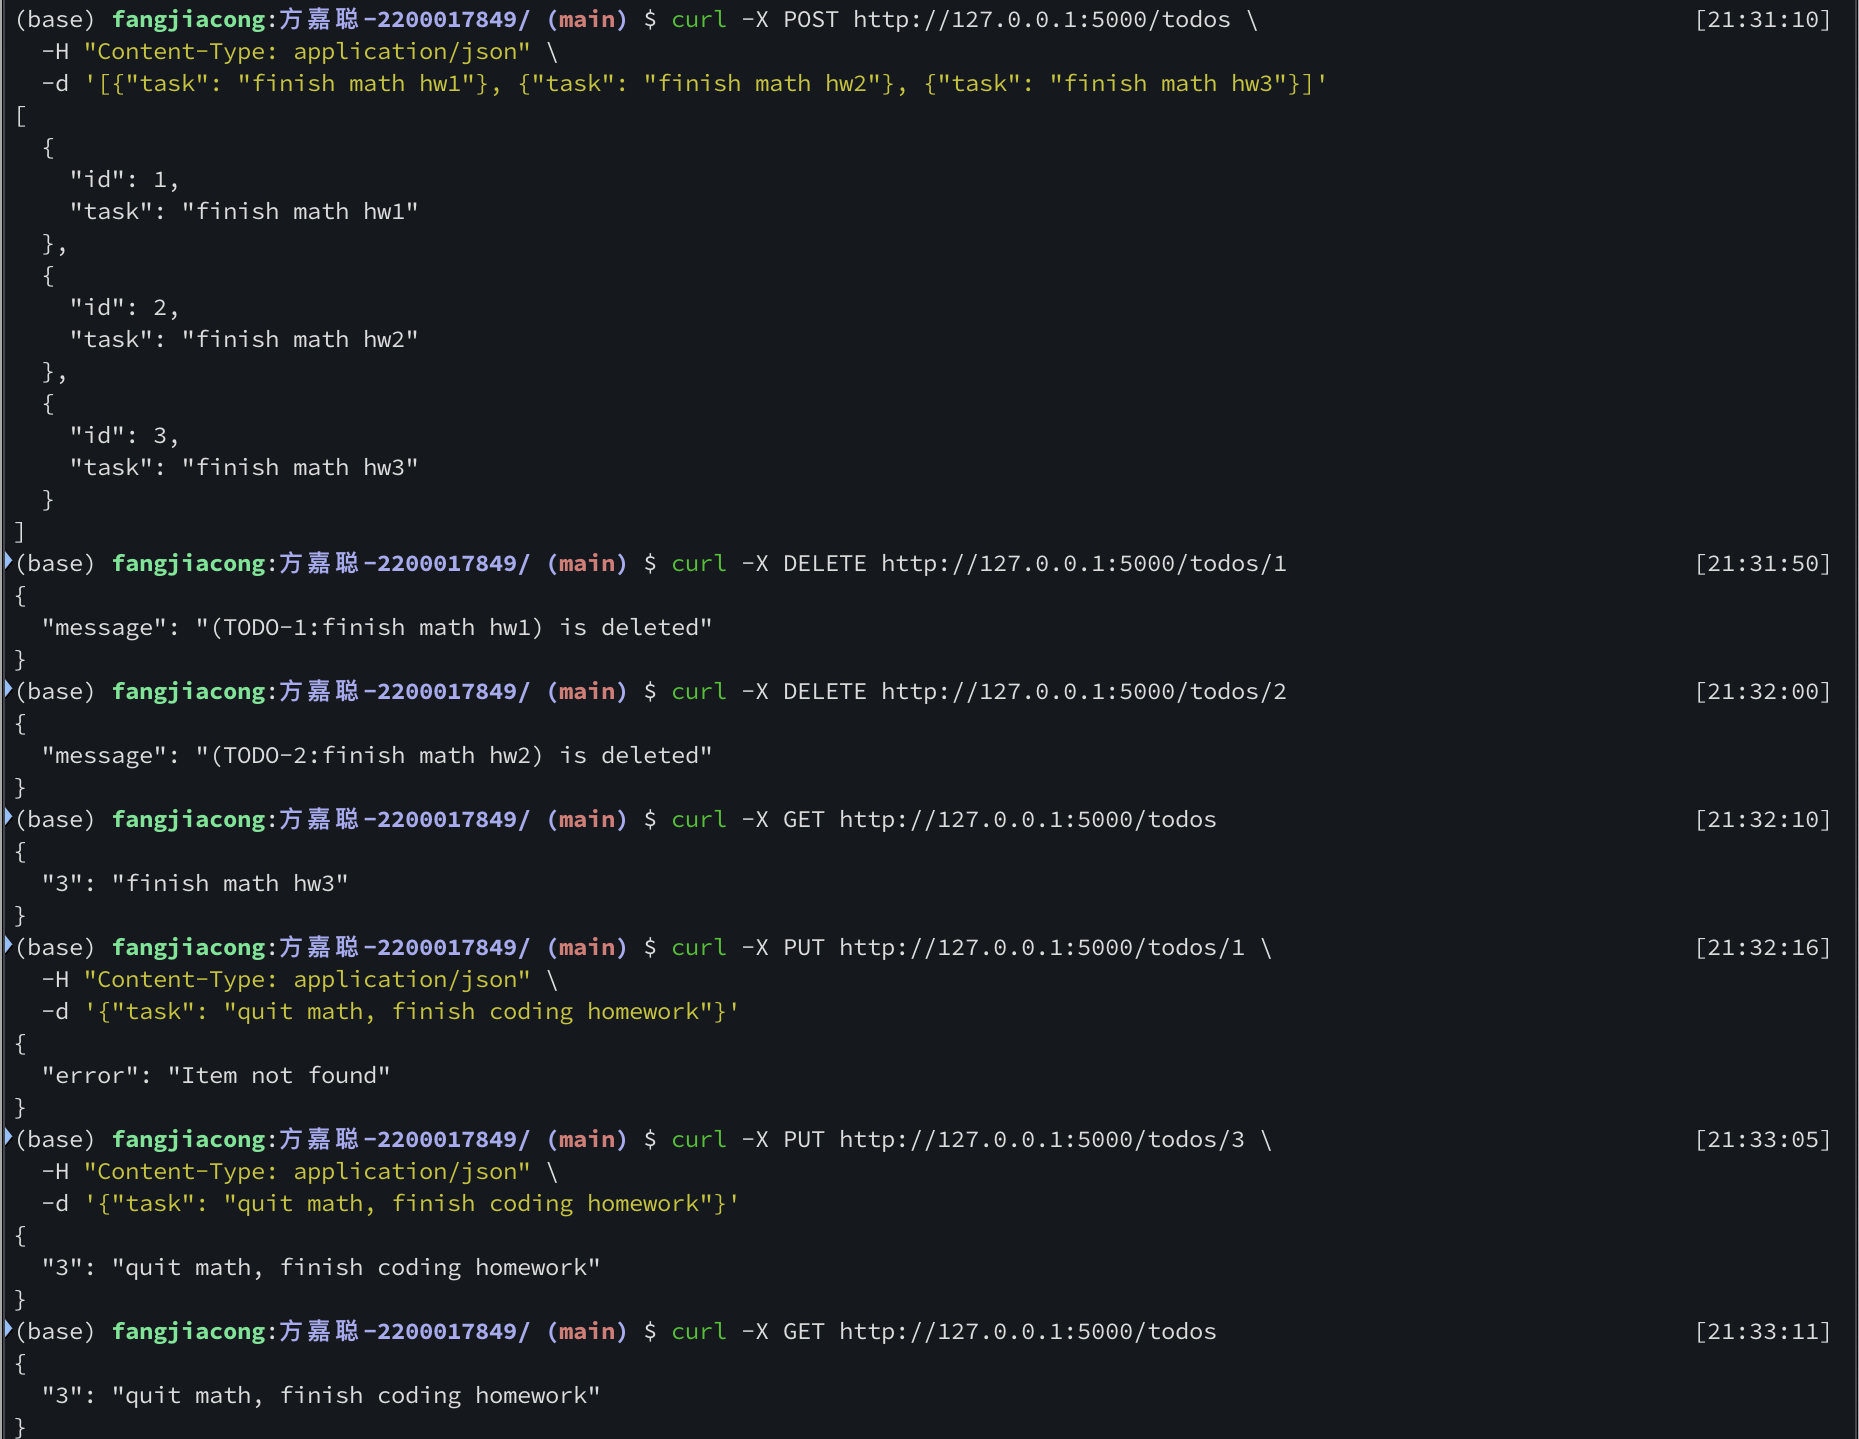 (base) fangjiacong:方嘉聪-2200017849/ (main) $ curl -X POST http://127.0.0.1:5000/todos \ [21:31:10]
  -H "Content-Type: application/json" \
  -d '[{"task": "finish math hw1"}, {"task": "finish math hw2"}, {"task": "finish math hw3"}]'
[
  {
    "id": 1,
    "task": "finish math hw1"
  },
  {
    "id": 2,
    "task": "finish math hw2"
  },
  {
    "id": 3,
    "task": "finish math hw3"
  }
]
(base) fangjiacong:方嘉聪-2200017849/ (main) $ curl -X DELETE http://127.0.0.1:5000/todos/1 [21:31:50]
{
  "message": "(TODO-1:finish math hw1) is deleted"
}
(base) fangjiacong:方嘉聪-2200017849/ (main) $ curl -X DELETE http://127.0.0.1:5000/todos/2 [21:32:00]
{
  "message": "(TODO-2:finish math hw2) is deleted"
}
(base) fangjiacong:方嘉聪-2200017849/ (main) $ curl -X GET http://127.0.0.1:5000/todos [21:32:10]
{
  "3": "finish math hw3"
}
(base) fangjiacong:方嘉聪-2200017849/ (main) $ curl -X PUT http://127.0.0.1:5000/todos/1 \ [21:32:16]
  -H "Content-Type: application/json" \
  -d '{"task": "quit math, finish coding homework"}'
{
  "error": "Item not found"
}
(base) fangjiacong:方嘉聪-2200017849/ (main) $ curl -X PUT http://127.0.0.1:5000/todos/3 \ [21:33:05]
  -H "Content-Type: application/json" \
  -d '{"task": "quit math, finish coding homework"}'
{
  "3": "quit math, finish coding homework"
}
(base) fangjiacong:方嘉聪-2200017849/ (main) $ curl -X GET http://127.0.0.1:5000/todos [21:33:11]
{
  "3": "quit math, finish coding homework"
}